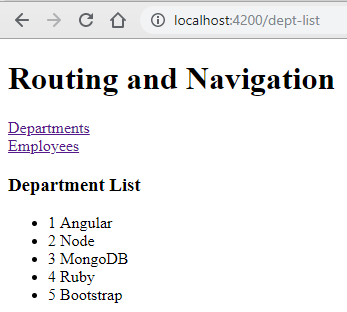 localhost:4200/dept-list
Routing and Navigation
Departments
Employees
Department List
1 Angular
2 Node
3 MongoDB
4 Ruby
5 Bootstrap